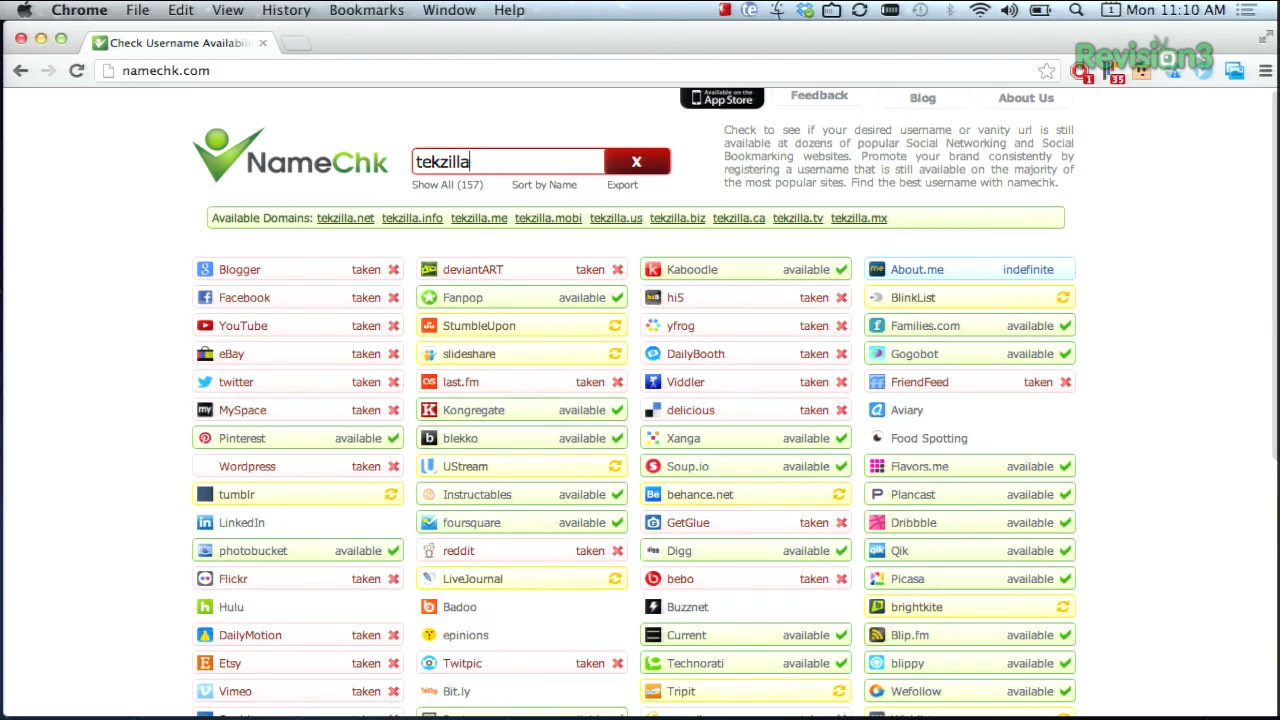 Chrome File Edit View History Bookmarks Window Help Mon 11:10 AM
Check Username Availabili
Revision3
namechk.com
1 35
Available on the App Store Feedback Blog About Us
NameChk
tekzilla X
Show All (157) Sort by Name Export
Check to see if your desired username or vanity url is still
available at dozens of popular Social Networking and Social
Bookmarking websites. Promote your brand consistently by
registering a username that is still available on the majority of
the most popular sites. Find the best username with namechk.
Available Domains: tekzilla.net tekzilla.info tekzilla.me tekzilla.mobi tekzilla.us tekzilla.biz tekzilla.ca tekzilla.tv tekzilla.mx
Blogger taken deviantART taken Kaboodle available About.me indefinite
Facebook taken Fanpop available hi5 taken BlinkList
YouTube taken StumbleUpon yfrog taken Families.com available
eBay taken slideshare DailyBooth taken Gogobot available
twitter taken last.fm taken Viddler taken FriendFeed taken
MySpace taken Kongregate available delicious taken Aviary
Pinterest available blekko available Xanga available Food Spotting
Wordpress taken UStream Soup.io available Flavors.me available
tumblr Instructables available behance.net Plancast available
LinkedIn foursquare available GetGlue taken Dribbble available
photobucket available reddit taken Digg available Qik available
Flickr taken LiveJournal bebo taken Picasa available
Hulu Badoo Buzznet brightkite
DailyMotion taken epinions Current available Blip.fm available
Etsy taken Twitpic taken Technorati available blippy available
Vimeo taken Bit.ly Tripit Wefollow available